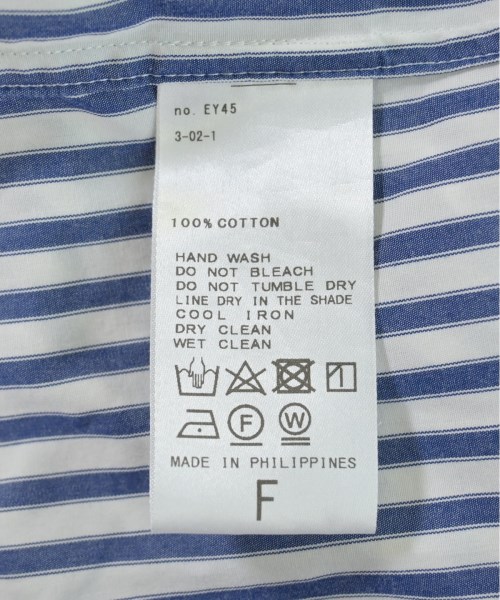 no. EY45
3-02-1
100% COTTON
HAND WASH
DO NOT BLEACH
DO NOT TUMBLE DRY
LINE DRY IN THE SHADE
COOL IRON
DRY CLEAN
WET CLEAN
F W
MADE IN PHILIPPINES
F